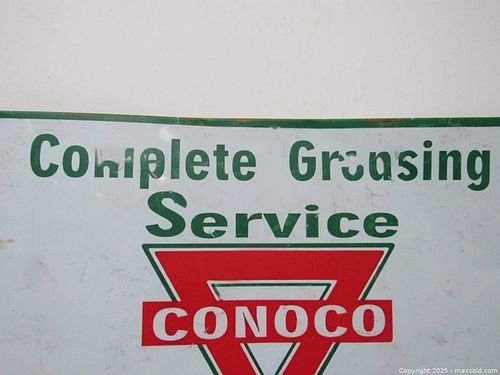 Complete Greasing
Service
CONOCO
Copyright 2025 - maxsold.com